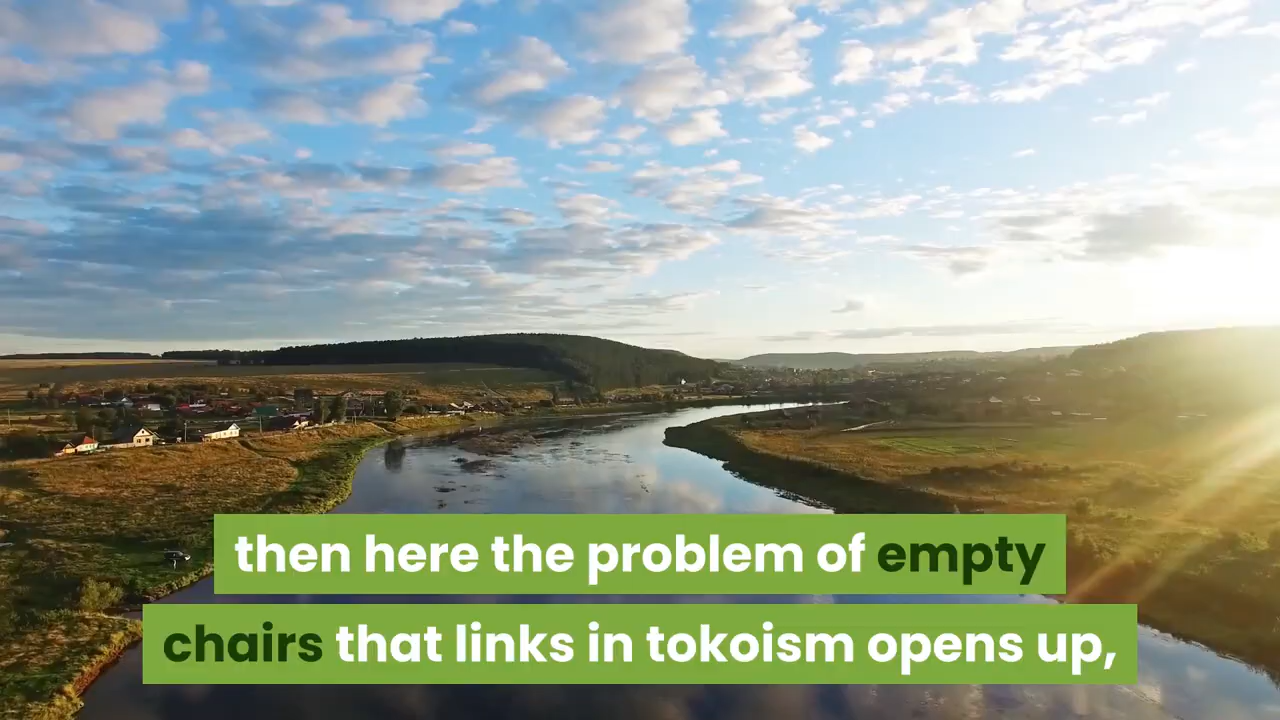 then here the problem of empty
chairs that links in tokoism opens up,